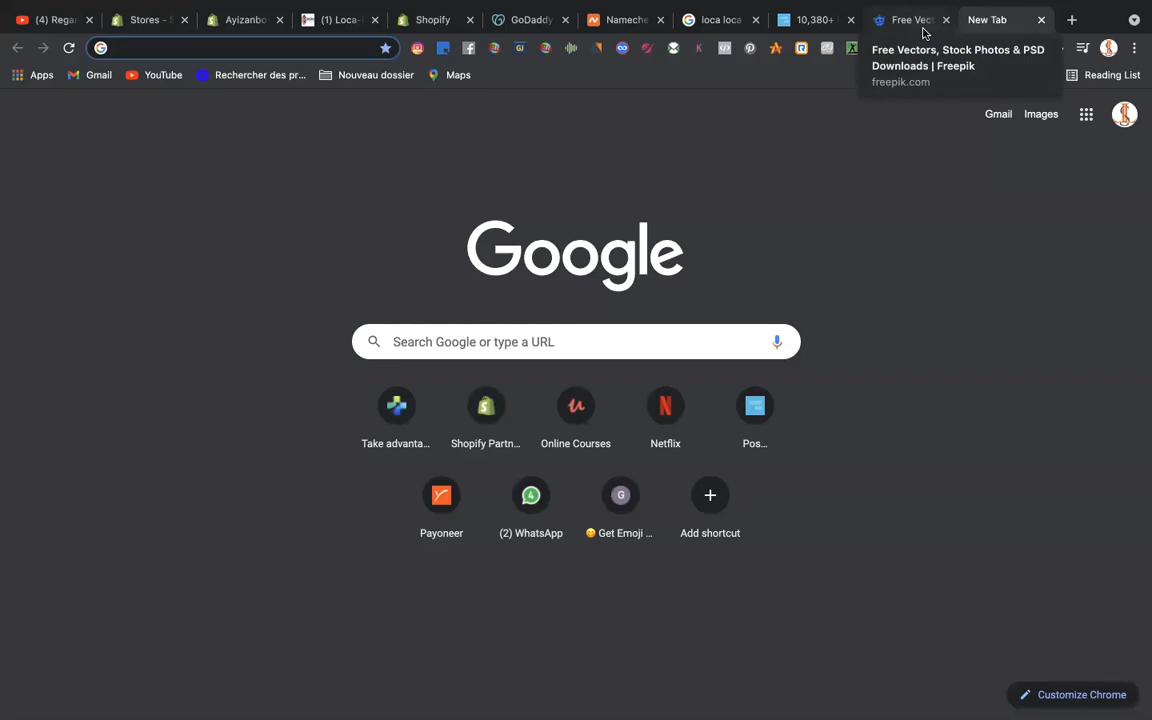 (4) Regar
Stores - S
Ayizanbo
(1) Loca-
Shopify
GoDaddy
Nameche
loca loca
10,380+
Free Vect
New Tab
Free Vectors, Stock Photos & PSD
Downloads | Freepik
freepik.com
Apps
Gmail
YouTube
Rechercher des pr...
Nouveau dossier
Maps
Reading List
Gmail
Images
Google
Search Google or type a URL
Take advanta...
Shopify Partn...
Online Courses
Netflix
Pos...
Payoneer
(2) WhatsApp
😊 Get Emoji ...
Add shortcut
Customize Chrome